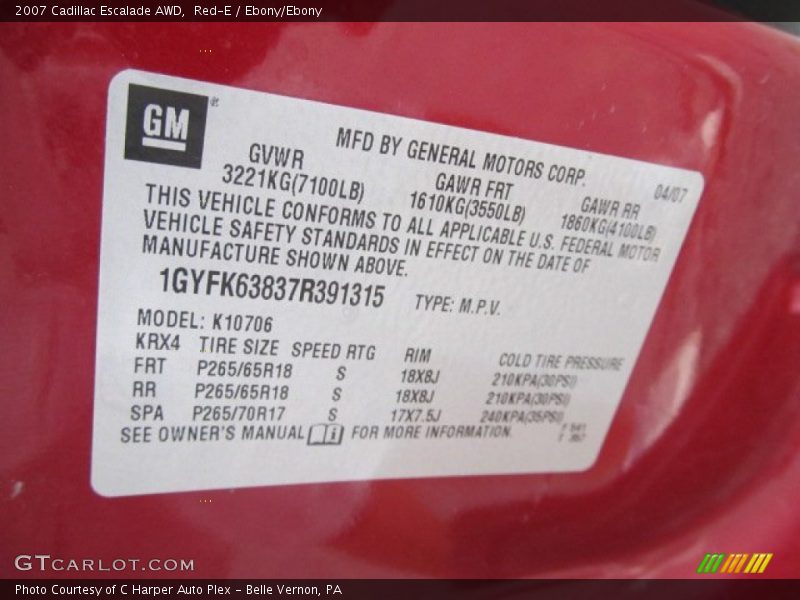 2007 Cadillac Escalade AWD, Red-E / Ebony/Ebony
GM®
MFD BY GENERAL MOTORS CORP.
04/07
GVWR GAWR FRT GAWR RR
3221KG(7100LB) 1610KG(3550LB) 1860KG(4100LB)
THIS VEHICLE CONFORMS TO ALL APPLICABLE U.S. FEDERAL MOTOR
VEHICLE SAFETY STANDARDS IN EFFECT ON THE DATE OF
MANUFACTURE SHOWN ABOVE.
1GYFK63837R391315 TYPE: M.P.V.
MODEL: K10706
KRX4 TIRE SIZE SPEED RTG RIM COLD TIRE PRESSURE
FRT P265/65R18 S 18X8J 210KPA(30PSI)
RR P265/65R18 S 18X8J 210KPA(30PSI)
SPA P265/70R17 S 17X7.5J 240KPA(35PSI)
SEE OWNER'S MANUAL i FOR MORE INFORMATION.
GTCARLOT.COM
Photo Courtesy of C Harper Auto Plex - Belle Vernon, PA